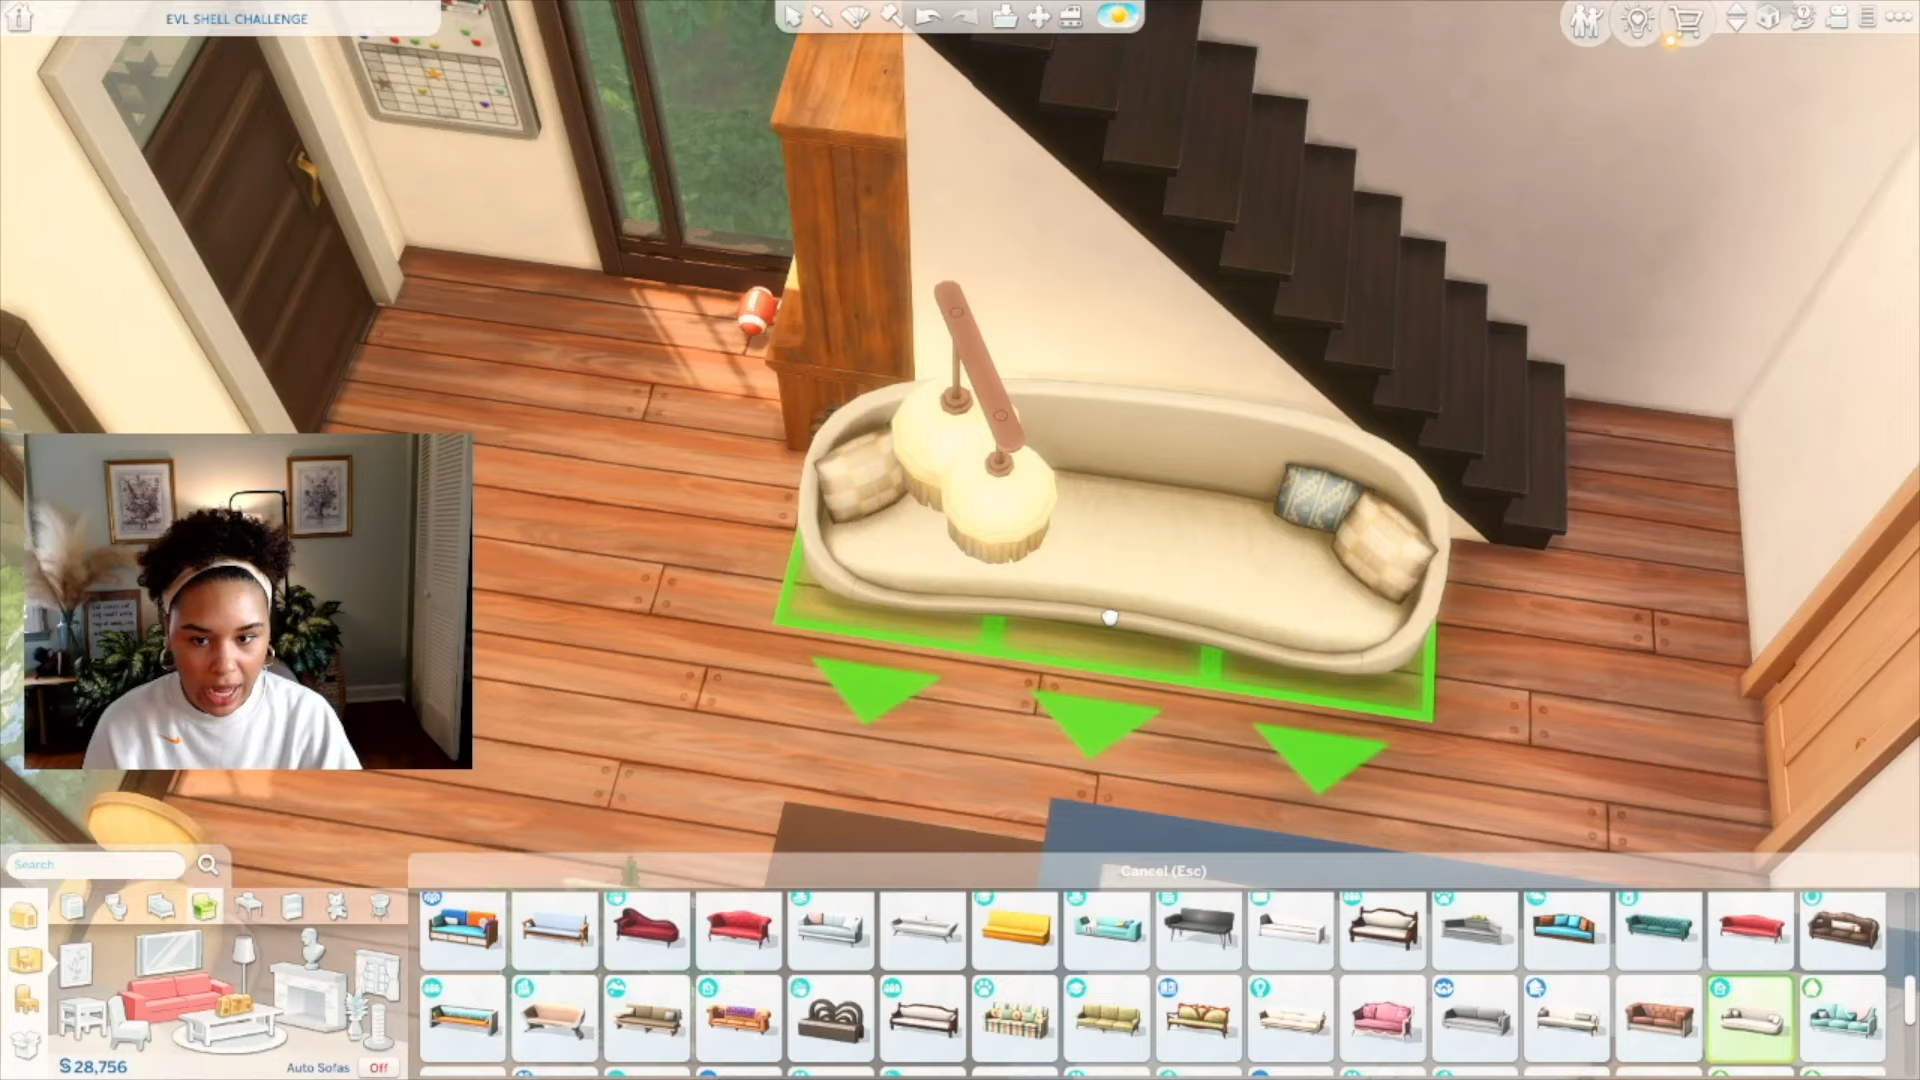 EVL SHELL CHALLENGE
Search
Cancel (Esc)
§28,756
Auto Sofas
Off